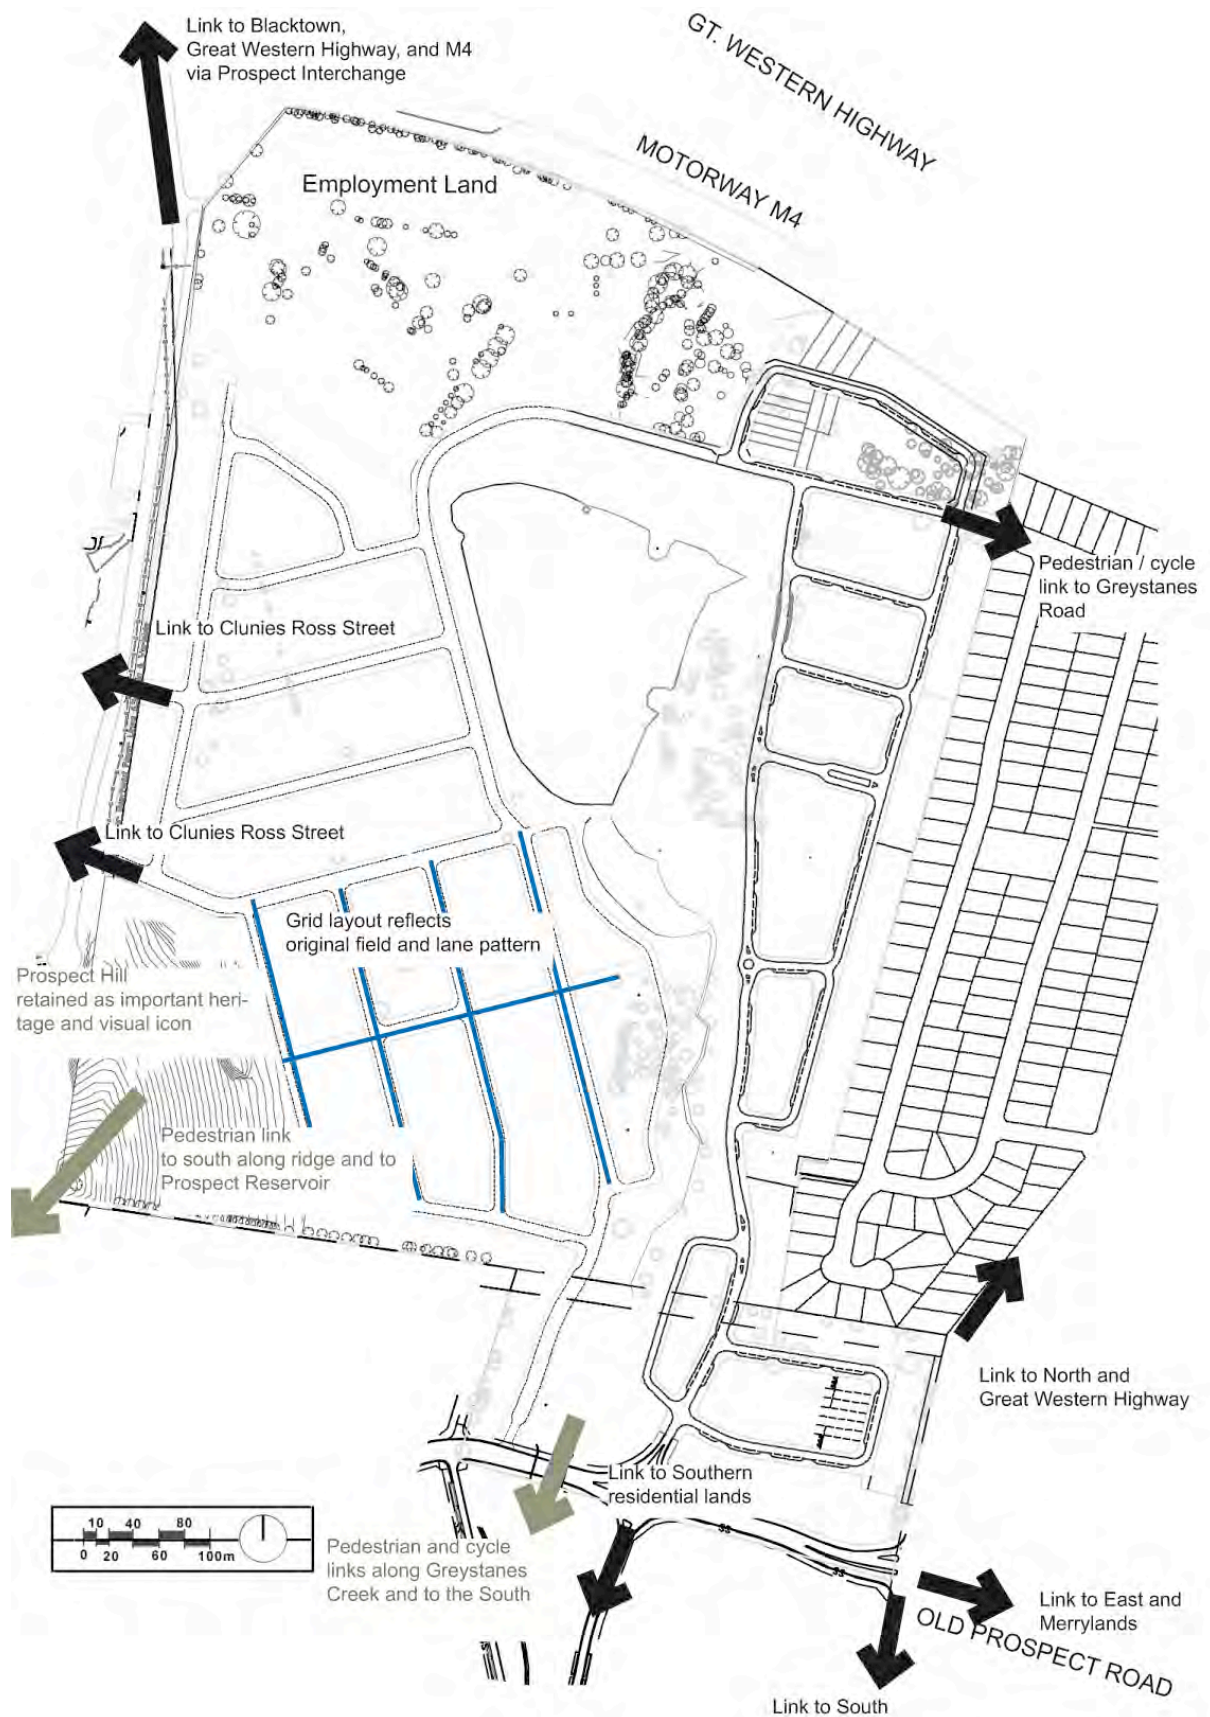 Link to Blacktown,
Great Western Highway, and M4
via Prospect Interchange
GT. WESTERN HIGHWAY
MOTORWAY M4
Employment Land
Pedestrian / cycle
link to Greystanes
Road
Link to Clunies Ross Street
Link to Clunies Ross Street
Grid layout reflects
original field and lane pattern
Prospect Hill
retained as important heri-
tage and visual icon
Pedestrian link
to south along ridge and to
Prospect Reservoir
Link to North and
Great Western Highway
Link to Southern
residential lands
10 40 80
0 20 60 100m
Pedestrian and cycle
links along Greystanes
Creek and to the South
Link to East and
Merrylands
OLD PROSPECT ROAD
Link to South